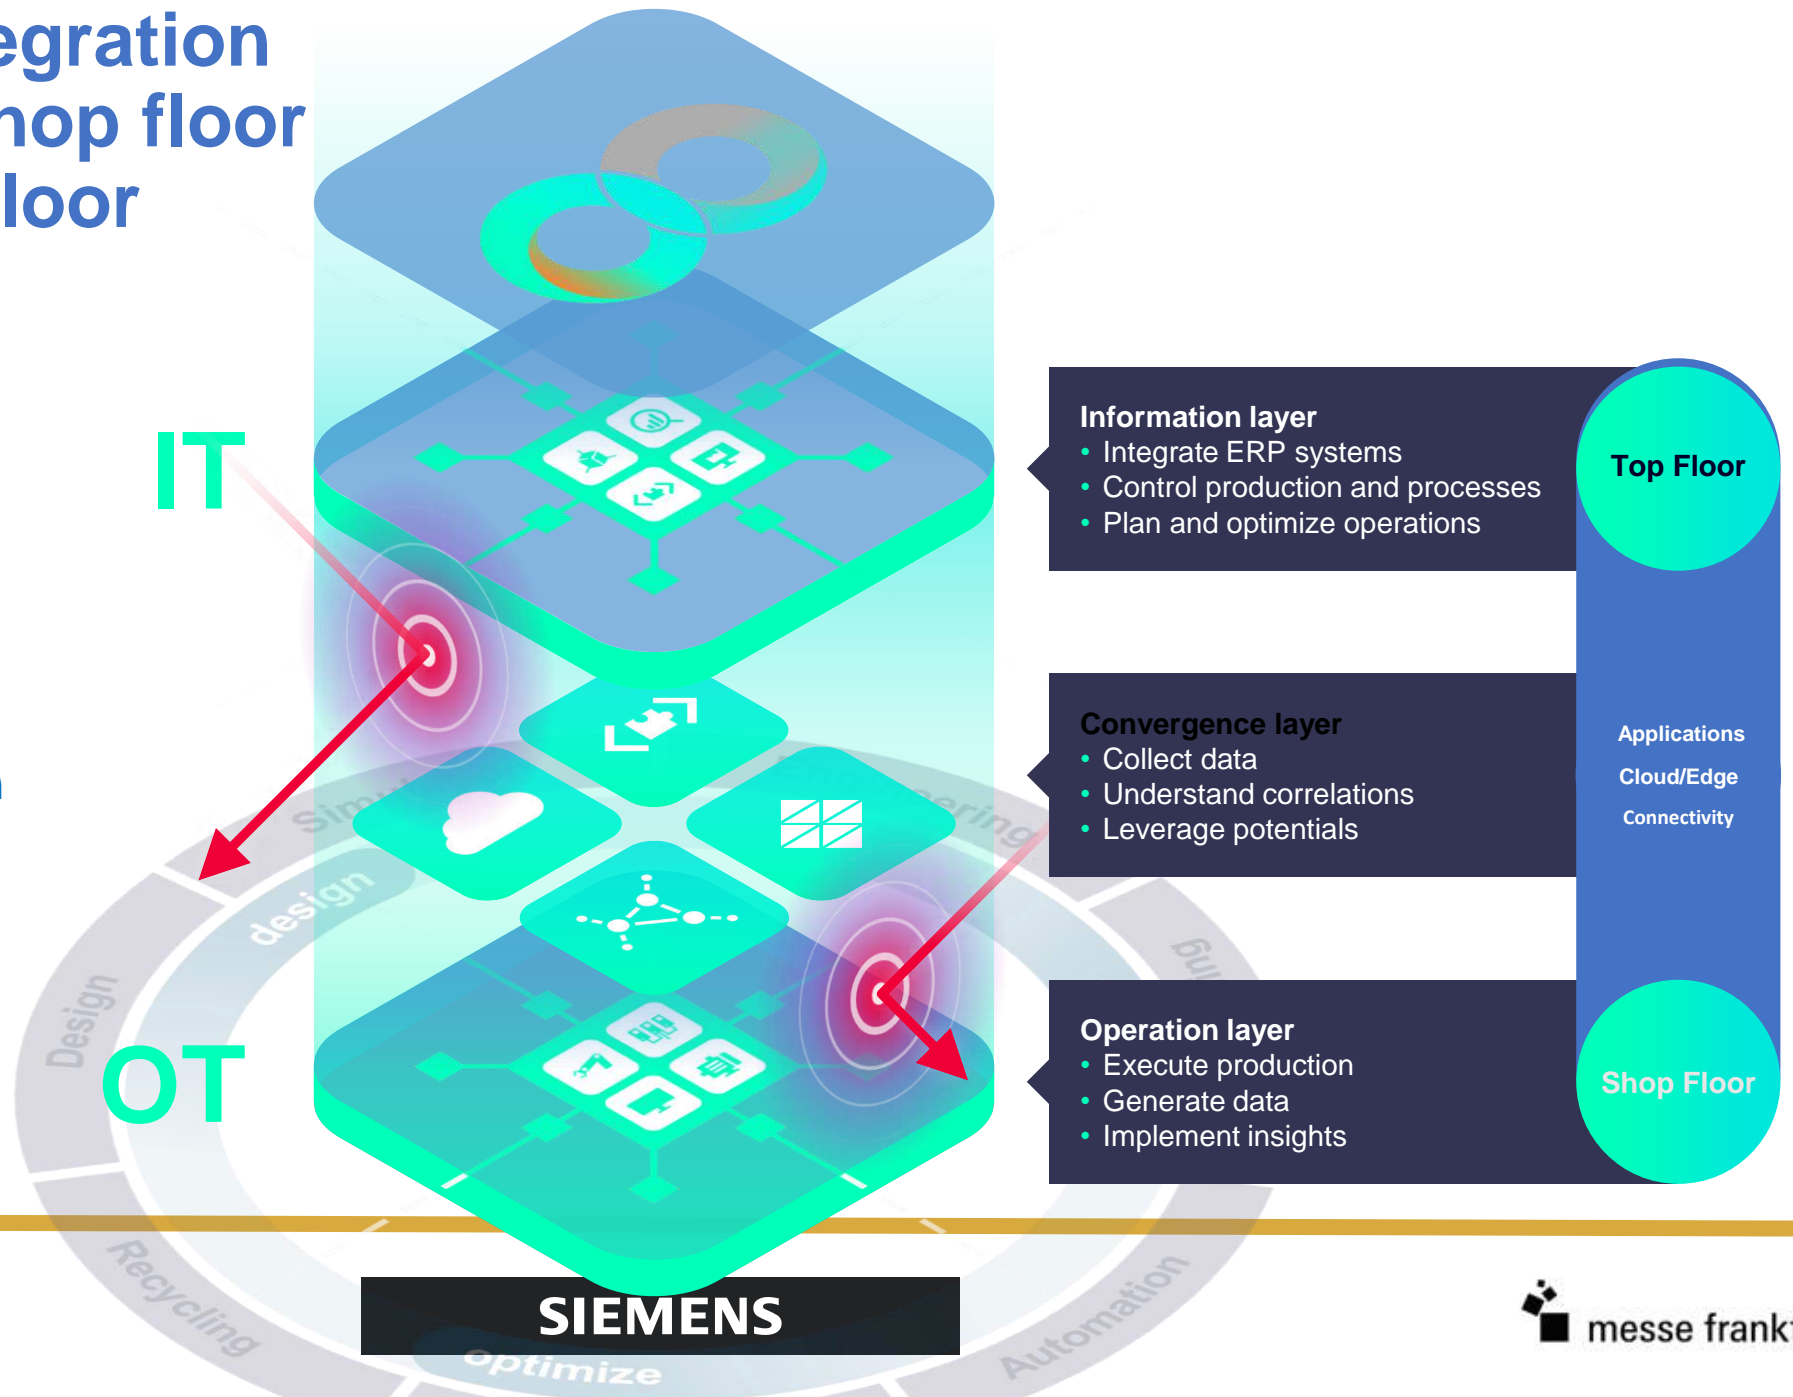 egration
hop floor
loor
IT
Information layer
• Integrate ERP systems
• Control production and processes
• Plan and optimize operations
Top Floor
Convergence layer
• Collect data
• Understand correlations
• Leverage potentials
Applications
Cloud/Edge
Connectivity
Engineering
design
Design
OT
Operation layer
• Execute production
• Generate data
• Implement insights
Shop Floor
Recycling
Automation
optimize
SIEMENS
messe frankf